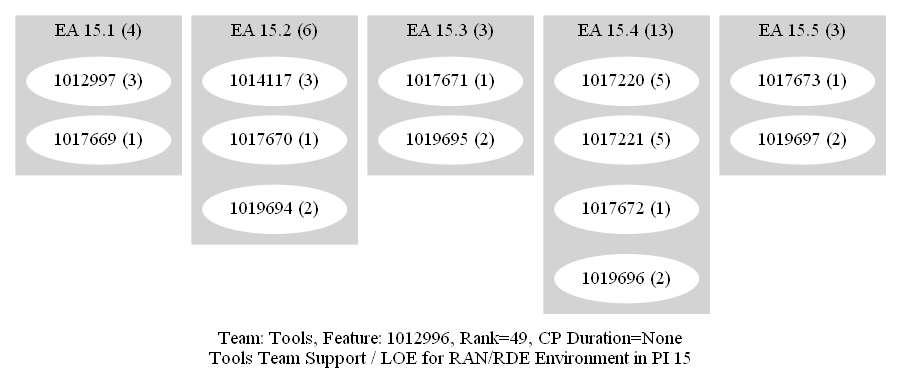 EA 15.1 (4)
1012997 (3)
1017669 (1)
EA 15.2 (6)
1014117 (3)
1017670 (1)
1019694 (2)
EA 15.3 (3)
1017671 (1)
1019695 (2)
EA 15.4 (13)
1017220 (5)
1017221 (5)
1017672 (1)
1019696 (2)
EA 15.5 (3)
1017673 (1)
1019697 (2)
Team: Tools, Feature: 1012996, Rank=49, CP Duration=None
Tools Team Support / LOE for RAN/RDE Environment in PI 15